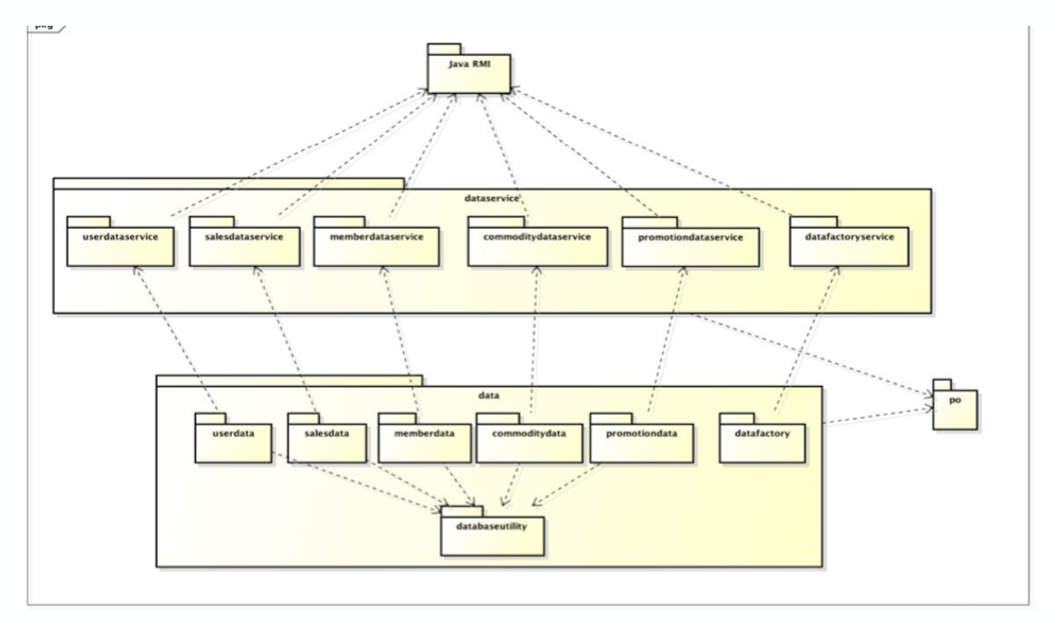 pkg
Java RMI
dataservice
userdataservice
salesdataservice
memberdataservice
commoditydataservice
promotiondataservice
datafactoryservice
data
po
userdata
salesdata
memberdata
commoditydata
promotiondata
datafactory
databaseutility